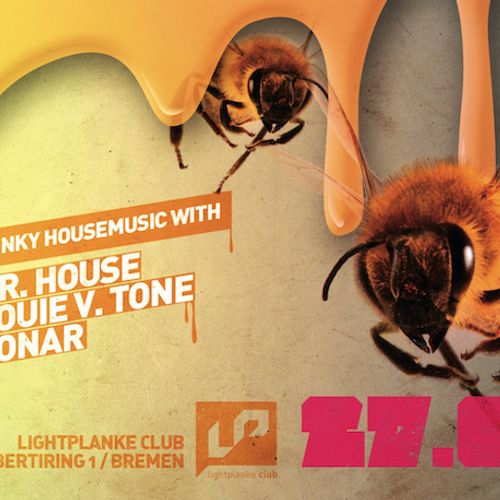 NKY HOUSEMUSIC WITH
R. HOUSE
OUIE V. TONE
ONAR
LIGHTPLANKE CLUB
BERTIRING 1 / BREMEN
lightplanke club
27.0